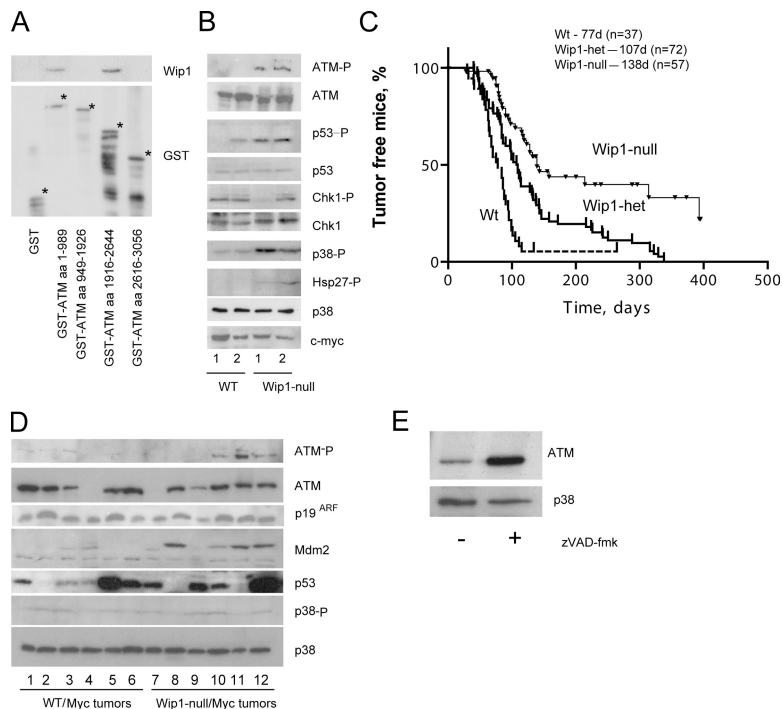 A
Wip1
*
*
*
*
*
GST
GST
GST-ATM aa 1-989
GST-ATM aa 949-1926
GST-ATM aa 1916-2644
GST-ATM aa 2616-3056
B
ATM-P
ATM
p53-P
p53
Chk1-P
Chk1
p38-P
Hsp27-P
p38
c-myc
1 2 1 2
WT Wip1-null
C
Wt - 77d (n=37)
Wip1-het — 107d (n=72)
Wip1-null — 138d (n=57)
Tumor free mice, %
100
50
0
Wip1-null
Wip1-het
Wt
0 100 200 300 400 500
Time, days
D
ATM-P
ATM
p19 ARF
Mdm2
p53
p38-P
p38
1 2 3 4 5 6 7 8 9 10 11 12
WT/Myc tumors Wip1-null/Myc tumors
E
ATM
p38
- + zVAD-fmk